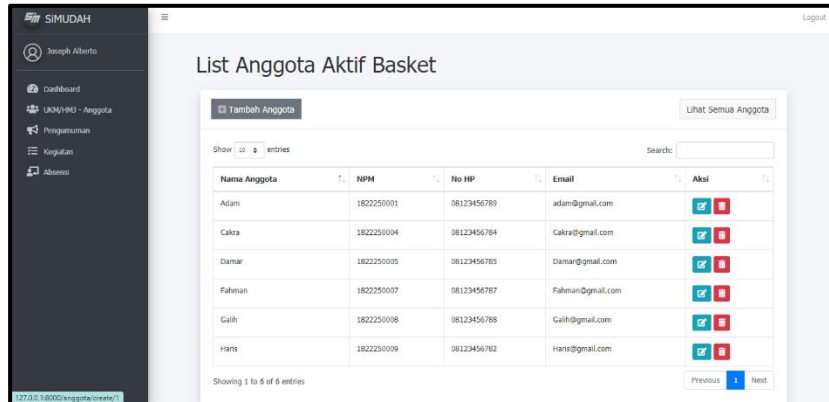 SiMUDAH
Logout
Joseph Alberto
Dashboard
UKM/HMJ - Anggota
Pengumuman
Kegiatan
Absensi
List Anggota Aktif Basket
Tambah Anggota
Lihat Semua Anggota
Show 10 entries
Search:
Nama Anggota NPM No HP Email Aksi
Adam 1822250001 08123456789 adam@gmail.com
Cakra 1822250004 08123456784 Cakra@gmail.com
Damar 1822250005 08123456785 Damar@gmail.com
Fahman 1822250007 08123456787 Fahman@gmail.com
Galih 1822250008 08123456788 Galih@gmail.com
Haris 1822250009 08123456782 Haris@gmail.com
Showing 1 to 6 of 6 entries
Previous 1 Next
127.0.0.1:8000/anggota/create/1